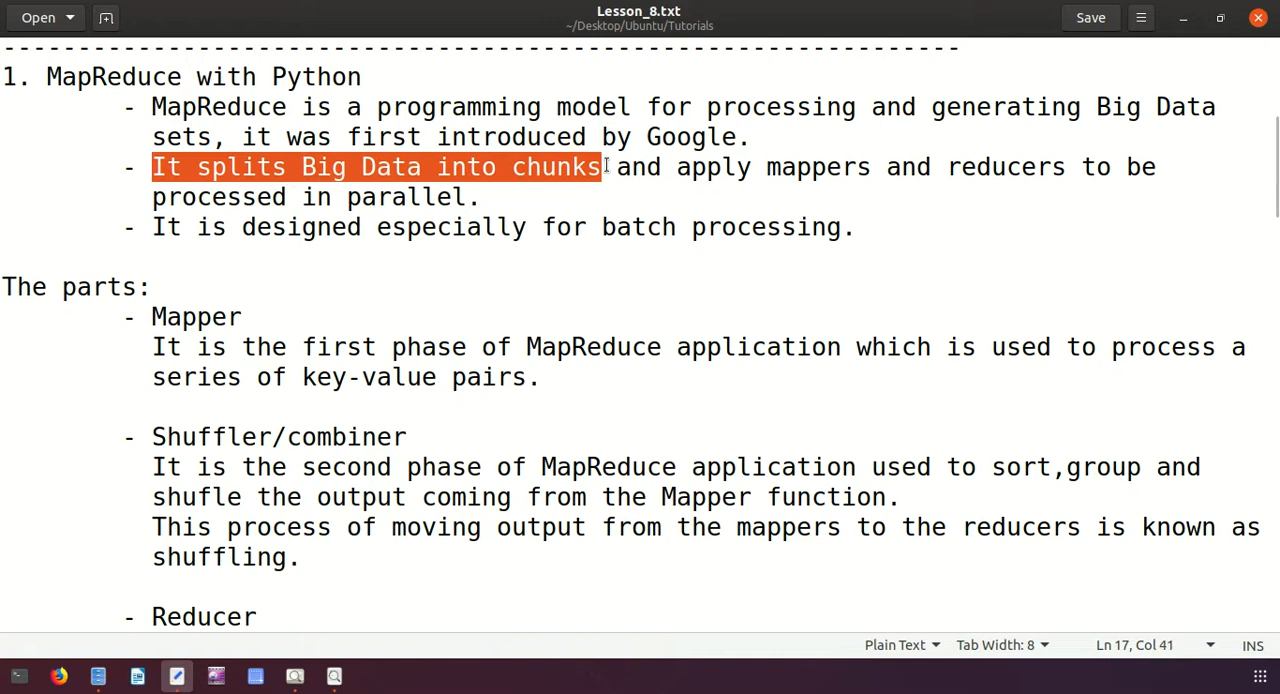 Open
Lesson_8.txt
~/Desktop/Ubuntu/Tutorials
Save
----------------------------------------------------------------
1. MapReduce with Python
- MapReduce is a programming model for processing and generating Big Data
sets, it was first introduced by Google.
- It splits Big Data into chunks and apply mappers and reducers to be
processed in parallel.
- It is designed especially for batch processing.
The parts:
- Mapper
It is the first phase of MapReduce application which is used to process a
series of key-value pairs.
- Shuffler/combiner
It is the second phase of MapReduce application used to sort,group and
shufle the output coming from the Mapper function.
This process of moving output from the mappers to the reducers is known as
shuffling.
- Reducer
Plain Text Tab Width: 8 Ln 17, Col 41 INS